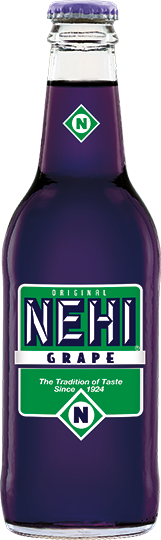 N
ORIGINAL
NEHI
GRAPE
The Tradition of Taste
Since 1924
N